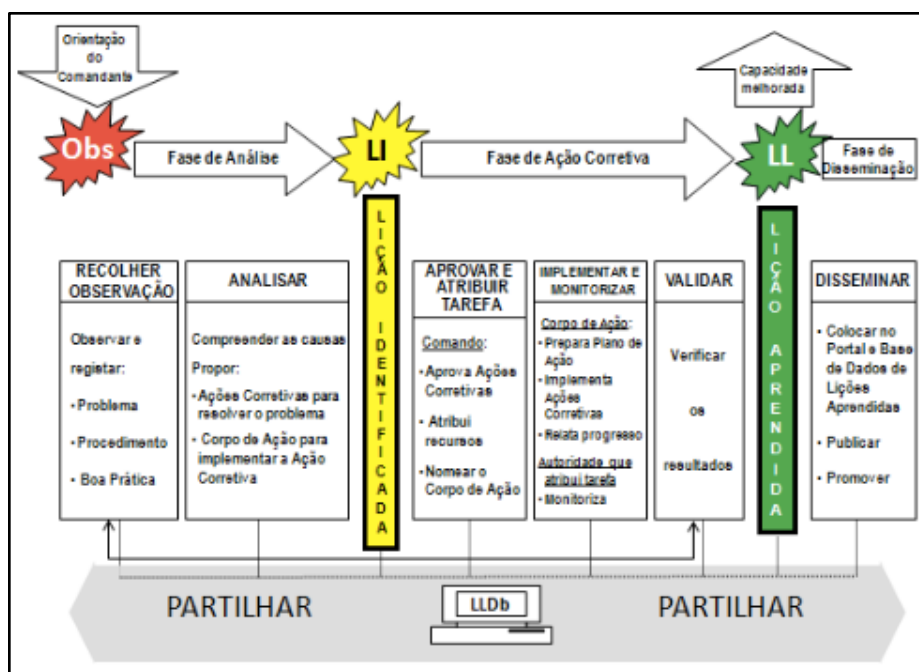 Orientação
do
Comandante
Capacidade
melhorada
Obs
Fase de Análise
LI
Fase de Ação Corretiva
LL
Fase de
Disseminação
RECOLHER
OBSERVAÇÃO
Observar e
registar:
•Problema
•Procedimento
• Boa Prática
ANALISAR
Compreender as causas
Propor:
•Ações Corretivas para
resolver o problema
• Corpo de Ação para
implementar a Ação
Corretiva
LIÇÃO IDENTIFICADA
APROVAR E
ATRIBUIR
TAREFA
Comando:
•Aprova Ações
Corretivas
• Atribui
recursos
•Nomear o
Corpo de Ação
IMPLEMENTAR E
MONITORIZAR
Corpo de Ação:
•Prepara Plano de
Ação
•Implementa
Ações
Corretivas
•Relata progresso
Autoridade que
atribui tarefa
•Monitoriza
VALIDAR
Verificar
os
resultados
LIÇÃO APRENDIDA
DISSEMINAR
•Colocar no
Portal e Base
de Dados de
Lições
Aprendidas
•Publicar
•Promover
PARTILHAR
LLDb
PARTILHAR